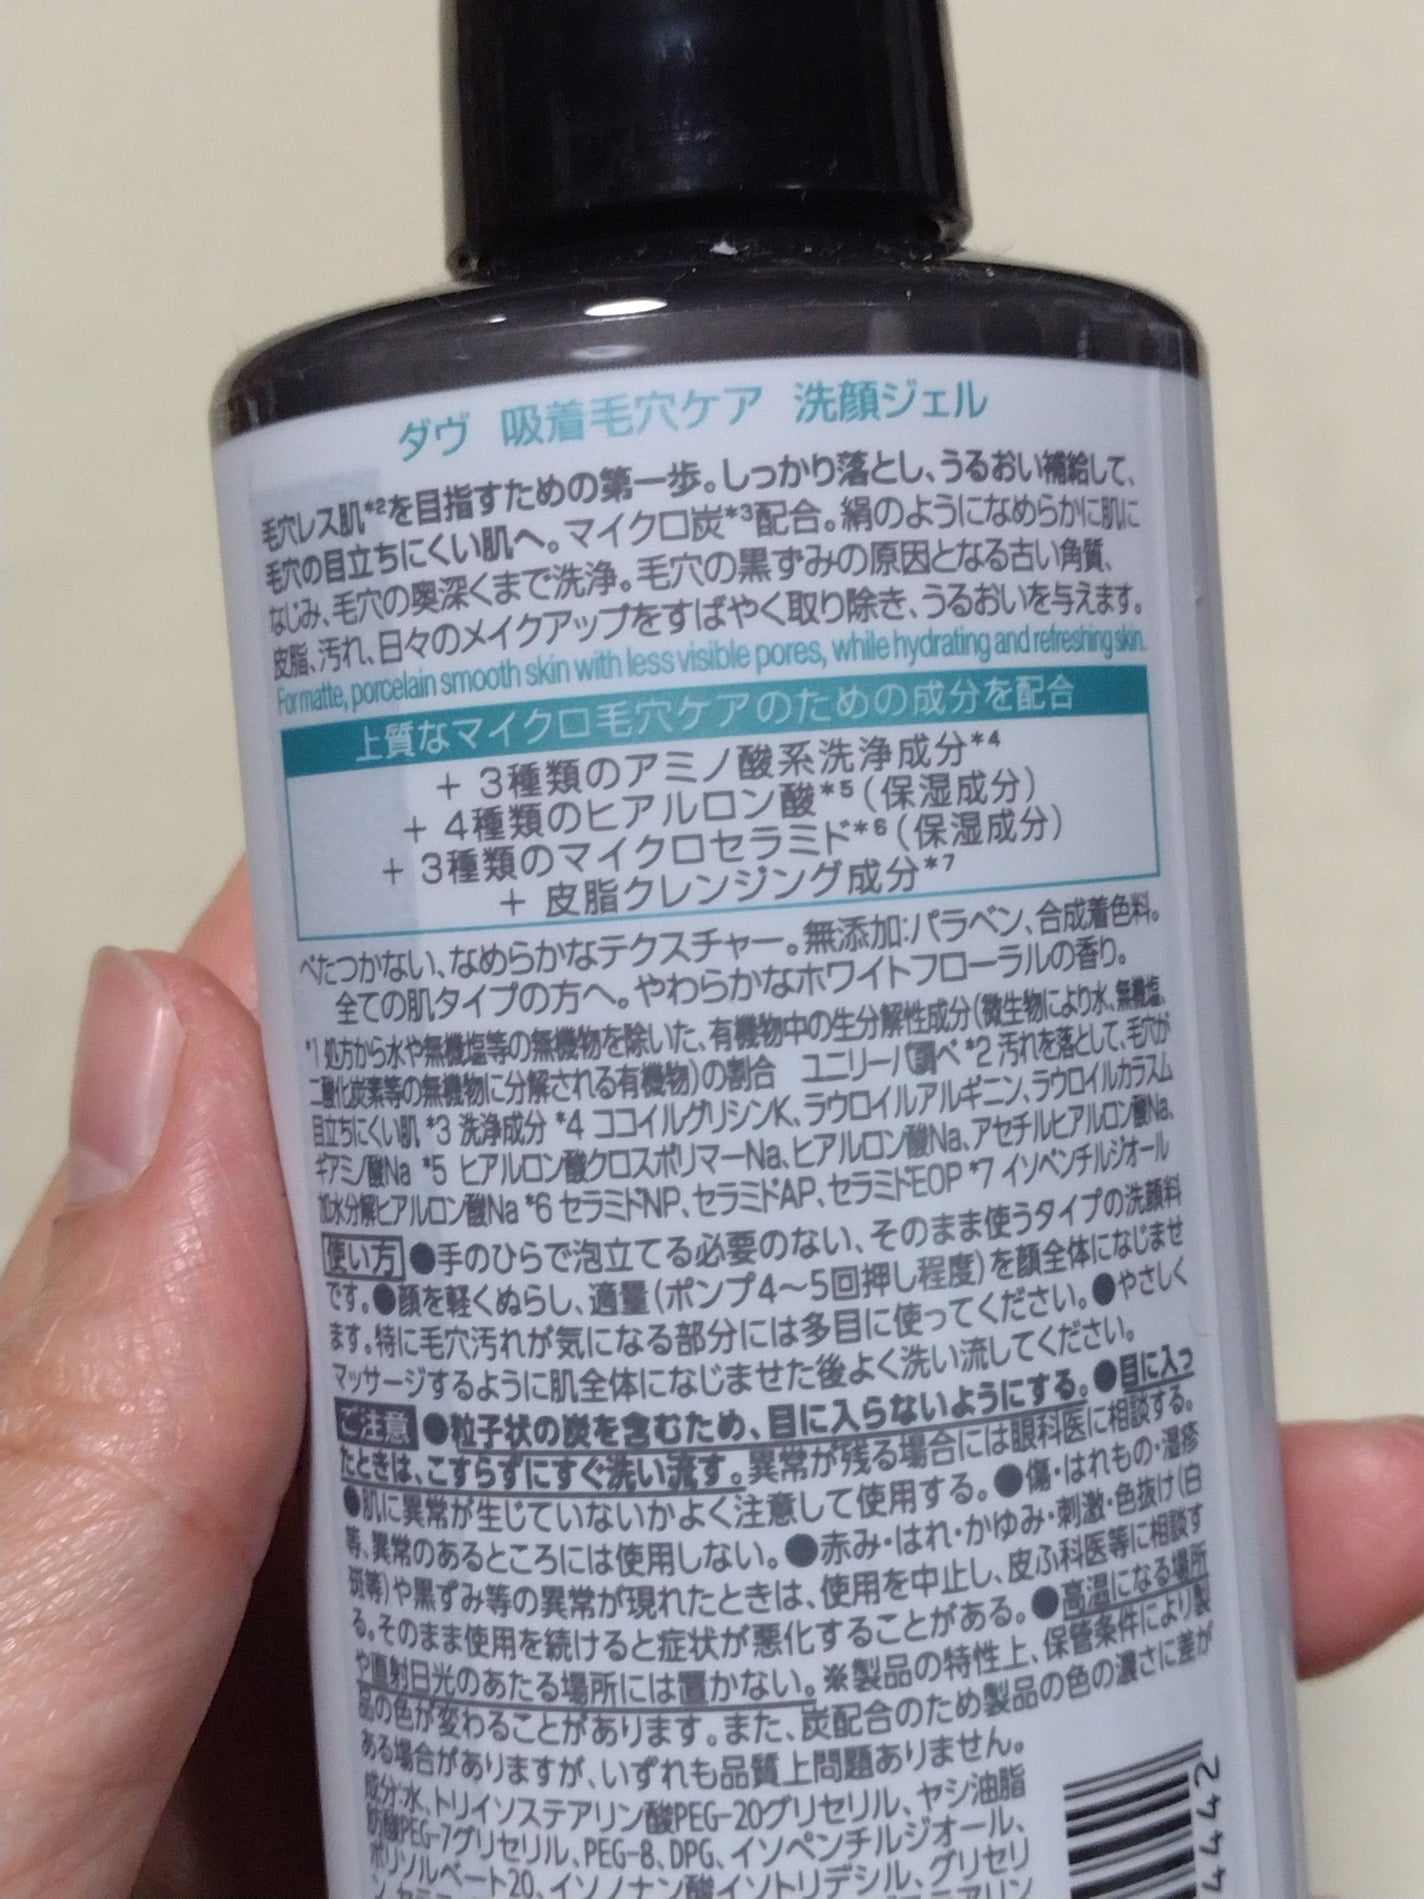 ダヴ 吸着毛穴ケア 洗顔ジェル
毛穴レス肌*2を目指すための第一歩。しっかり落とし、うるおい補給して、
毛穴の目立ちにくい肌へ。マイクロ炭*3配合。絹のようになめらかに肌に
なじみ、毛穴の奥深くまで洗浄。毛穴の黒ずみの原因となる古い角質、
皮脂、汚れ、日々のメイクアップをすばやく取り除き、うるおいを与えます。
For matte, porcelain smooth skin with less visible pores, while hydrating and refreshing skin.
上質なマイクロ毛穴ケアのための成分を配合
+ 3種類のアミノ酸系洗浄成分*4
+ 4種類のヒアルロン酸*5(保湿成分)
+ 3種類のマイクロセラミド*6(保湿成分)
+ 皮脂クレンジング成分*7
べたつかない、なめらかなテクスチャー。無添加:パラベン、合成着色料。
全ての肌タイプの方へ。やわらかなホワイトフローラルの香り。
*1 処方から水や無機塩等の無機物を除いた、有機物中の生分解性成分(微生物により水、無機塩、
二酸化炭素等の無機物に分解される有機物)の割合 ユニリーバ調べ *2 汚れを落として、毛穴が
目立ちにくい肌 *3 洗浄成分 *4 ココイルグリシンK、ラウロイルアルギニン、ラウロイルカラスム
ギアミノ酸Na *5 ヒアルロン酸クロスポリマーNa、ヒアルロン酸Na、アセチルヒアルロン酸Na、
加水分解ヒアルロン酸Na *6 セラミドNP、セラミドAP、セラミドEOP *7 イソペンチルジオール
使い方 ●手のひらで泡立てる必要のない、そのまま使うタイプの洗顔料
です。●顔を軽くぬらし、適量(ポンプ4～5回押し程度)を顔全体になじませ
ます。特に毛穴汚れが気になる部分には多目に使ってください。●やさしく
マッサージするように肌全体になじませた後よく洗い流してください。
ご注意 ●粒子状の炭を含むため、目に入らないようにする。●目に入っ
たときは、こすらずにすぐ洗い流す。異常が残る場合には眼科医に相談する。
●肌に異常が生じていないかよく注意して使用する。●傷・はれもの・湿疹
等、異常のあるところには使用しない。●赤み・はれ・かゆみ・刺激・色抜け(白
斑等)や黒ずみ等の異常が現れたときは、使用を中止し、皮ふ科医等に相談す
る。そのまま使用を続けると症状が悪化することがある。●高温になる場所
や直射日光のあたる場所には置かない。※製品の特性上、保管条件により製
品の色が変わることがあります。また、炭配合のため製品の色の濃さに差が
ある場合がありますが、いずれも品質上問題ありません。
成分:水、トリイソステアリン酸PEG-20グリセリル、ヤシ油脂
肪酸PEG-7グリセリル、PEG-8、DPG、イソペンチルジオール、
ポリソルベート20、イソノナン酸イソトリデシル、グリセリ